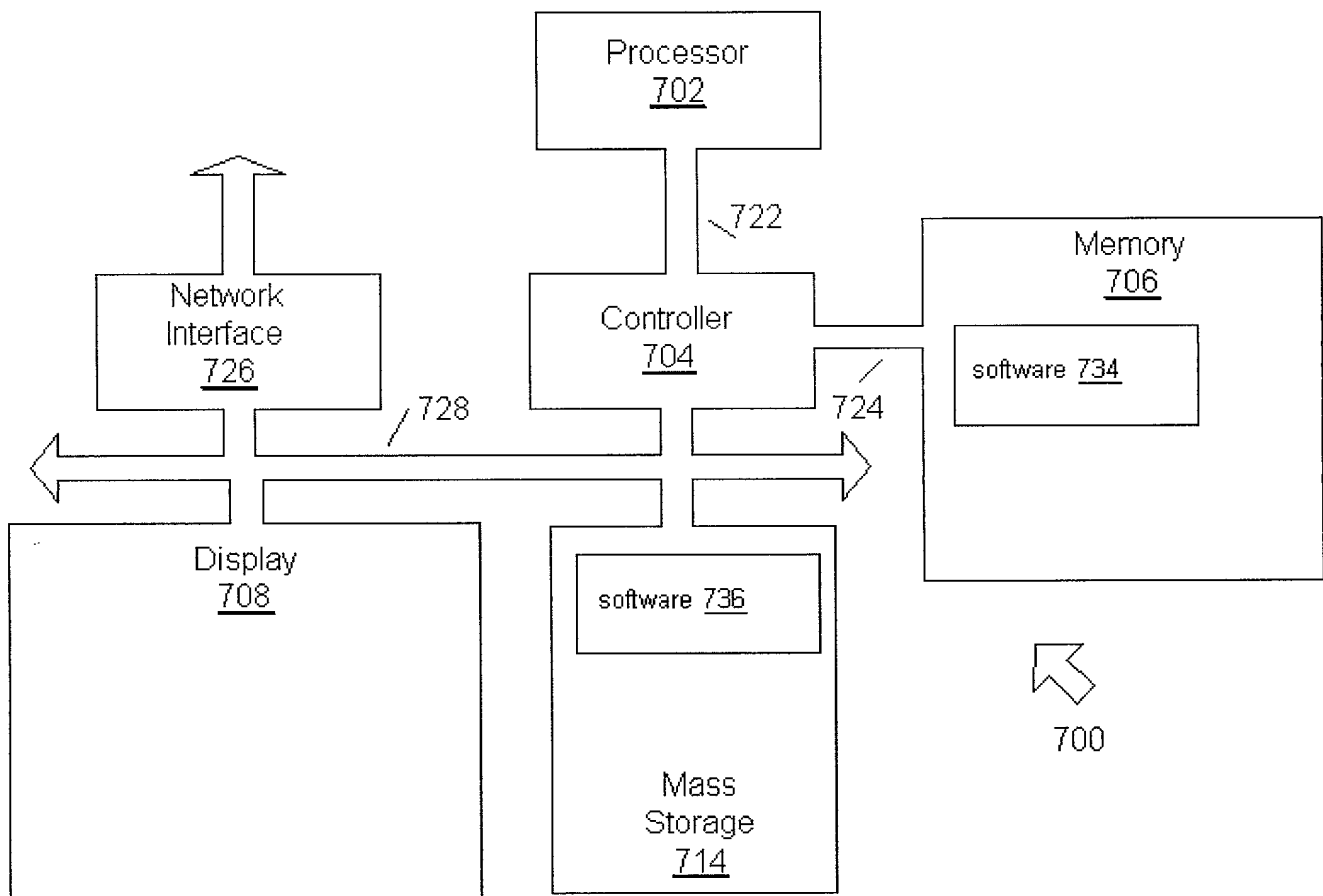 Processor
702
722
Memory
706
Network
Interface
726
Controller
704
software 734
728
724
Display
708
software 736
700
Mass
Storage
714